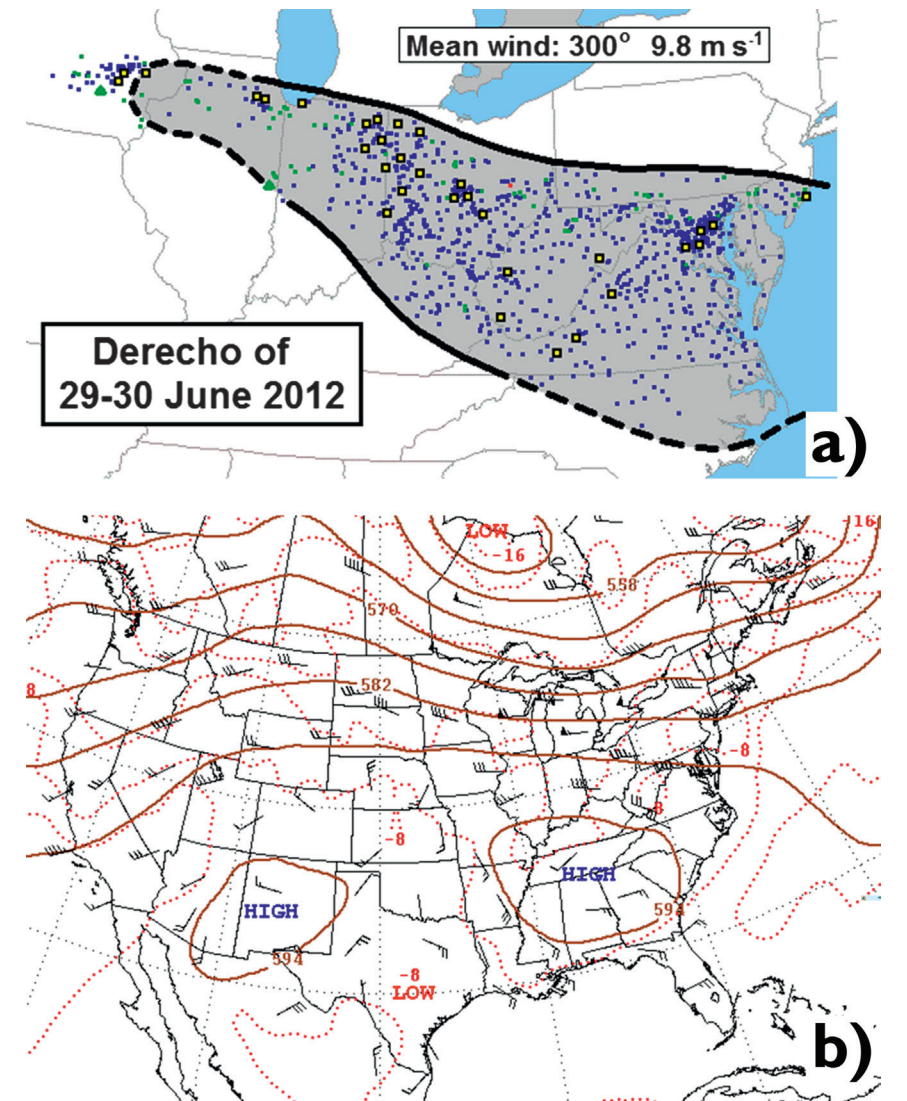 Mean wind: 300° 9.8 m s-1
Derecho of
29-30 June 2012
a)
LOW
-16
16
558
570
8
582
-8
-8
8
HIGH
HIGH
594
594
-8
LOW
b)